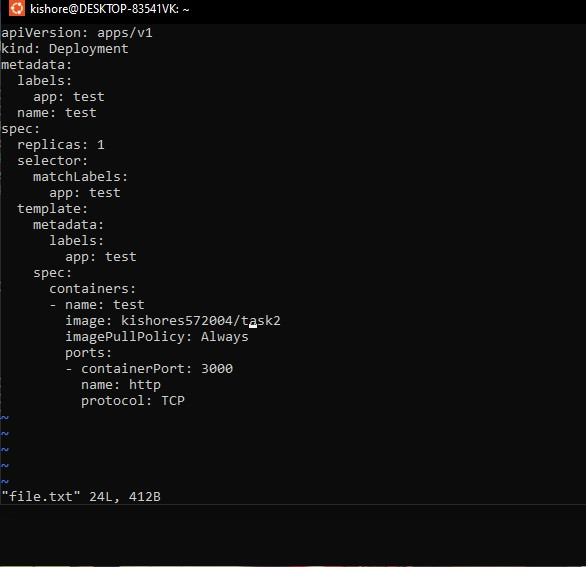 kishore@DESKTOP-83541VK: ~
apiVersion: apps/v1
kind: Deployment
metadata:
  labels:
    app: test
  name: test
spec:
  replicas: 1
  selector:
    matchLabels:
      app: test
  template:
    metadata:
      labels:
        app: test
    spec:
      containers:
      - name: test
        image: kishores572004/task2
        imagePullPolicy: Always
        ports:
        - containerPort: 3000
          name: http
          protocol: TCP
~
~
~
~
~
"file.txt" 24L, 412B